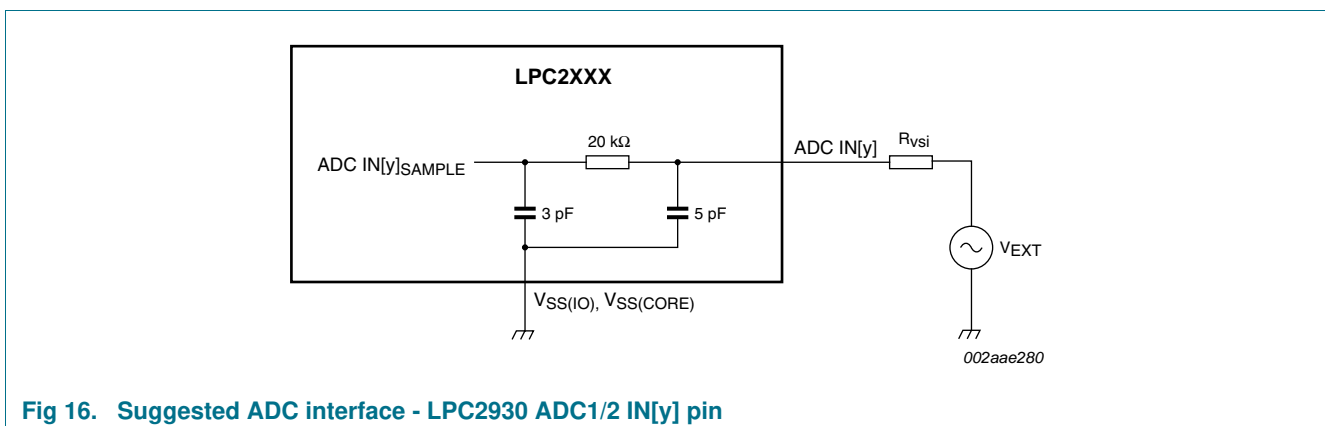 LPC2XXX
20 kΩ
ADC IN[y]
Rvsi
ADC IN[y]SAMPLE
3 pF
5 pF
VEXT
VSS(IO), VSS(CORE)
002aae280
Fig 16. Suggested ADC interface - LPC2930 ADC1/2 IN[y] pin